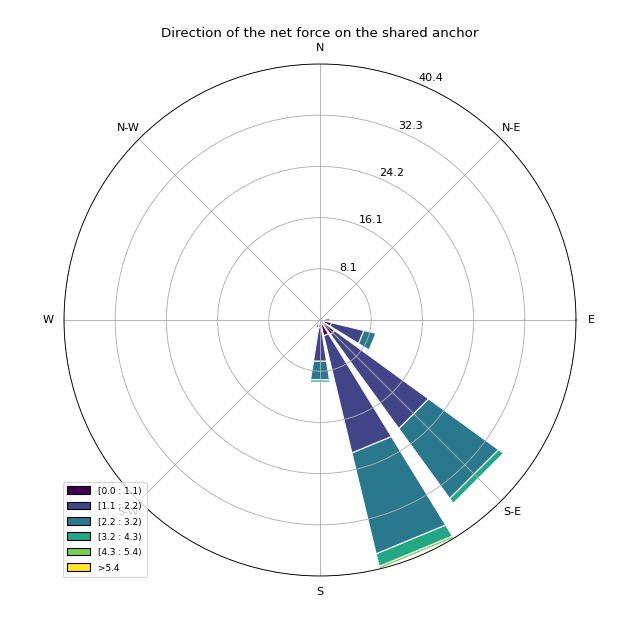 Direction of the net force on the shared anchor
N
40.4
N-W
N-E
32.3
24.2
16.1
8.1
W
E
S-W
S-E
S
[0.0 : 1.1)
[1.1 : 2.2)
[2.2 : 3.2)
[3.2 : 4.3)
[4.3 : 5.4)
>5.4